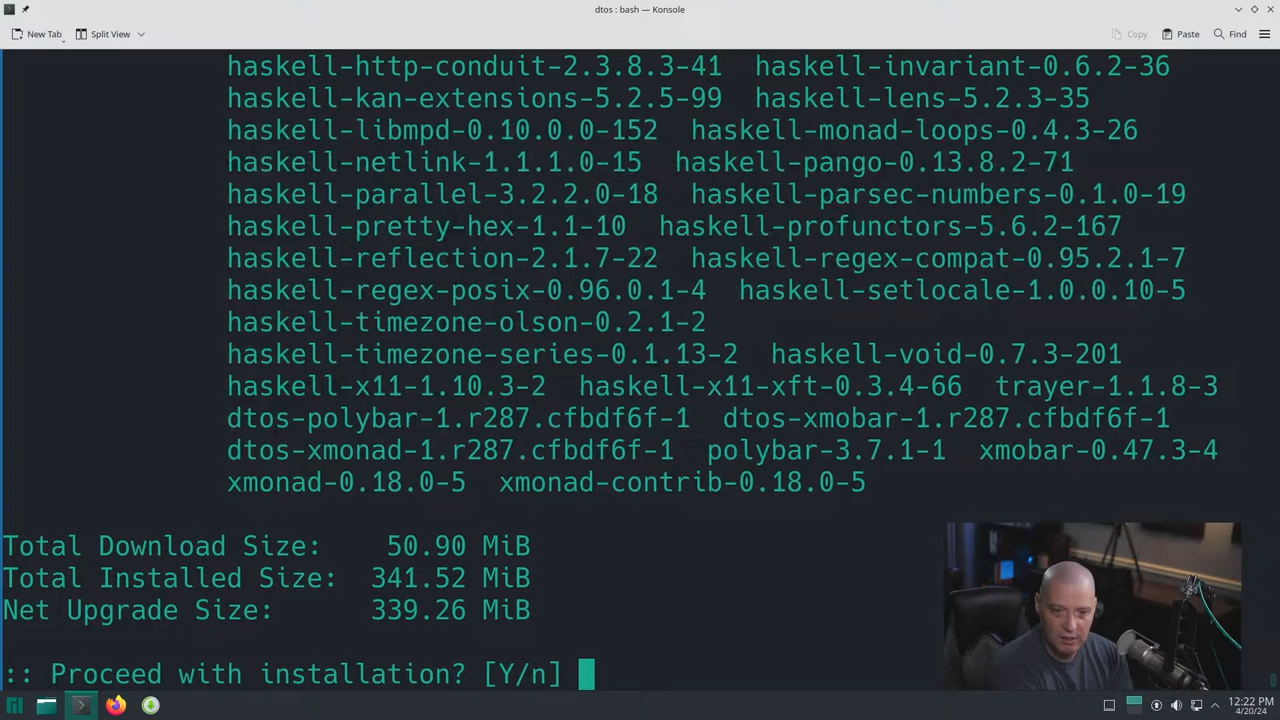 dtos : bash — Konsole
New Tab
Split View
Copy
Paste
Find
haskell-http-conduit-2.3.8.3-41 haskell-invariant-0.6.2-36
haskell-kan-extensions-5.2.5-99 haskell-lens-5.2.3-35
haskell-libmpd-0.10.0.0-152 haskell-monad-loops-0.4.3-26
haskell-netlink-1.1.1.0-15 haskell-pango-0.13.8.2-71
haskell-parallel-3.2.2.0-18 haskell-parsec-numbers-0.1.0-19
haskell-pretty-hex-1.1-10 haskell-profunctors-5.6.2-167
haskell-reflection-2.1.7-22 haskell-regex-compat-0.95.2.1-7
haskell-regex-posix-0.96.0.1-4 haskell-setlocale-1.0.0.10-5
haskell-timezone-olson-0.2.1-2
haskell-timezone-series-0.1.13-2 haskell-void-0.7.3-201
haskell-x11-1.10.3-2 haskell-x11-xft-0.3.4-66 trayer-1.1.8-3
dtos-polybar-1.r287.cfbdf6f-1 dtos-xmobar-1.r287.cfbdf6f-1
dtos-xmonad-1.r287.cfbdf6f-1 polybar-3.7.1-1 xmobar-0.47.3-4
xmonad-0.18.0-5 xmonad-contrib-0.18.0-5
Total Download Size: 50.90 MiB
Total Installed Size: 341.52 MiB
Net Upgrade Size: 339.26 MiB
:: Proceed with installation? [Y/n]
12:22 PM
4/20/24